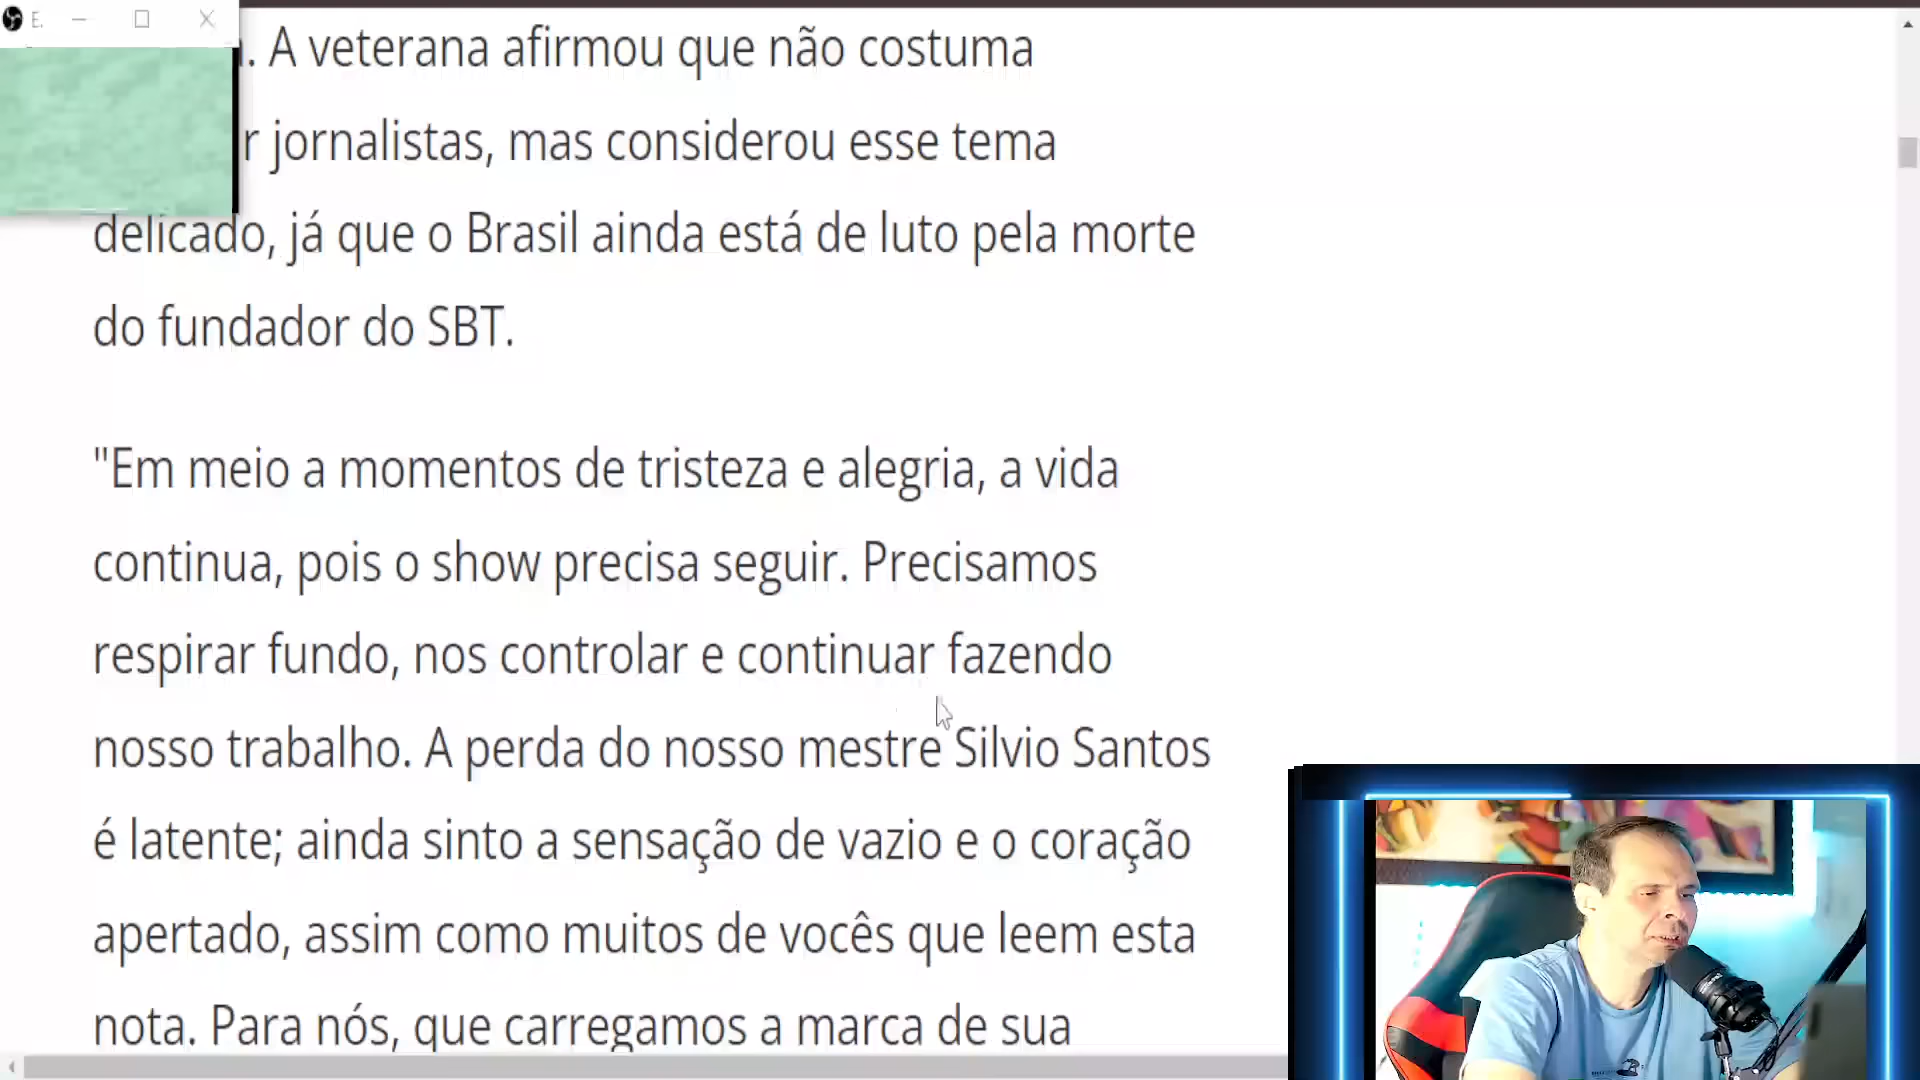 E.
. A veterana afirmou que não costuma
r jornalistas, mas considerou esse tema
delicado, já que o Brasil ainda está de luto pela morte
do fundador do SBT.
"Em meio a momentos de tristeza e alegria, a vida
continua, pois o show precisa seguir. Precisamos
respirar fundo, nos controlar e continuar fazendo
nosso trabalho. A perda do nosso mestre Silvio Santos
é latente; ainda sinto a sensação de vazio e o coração
apertado, assim como muitos de vocês que leem esta
nota. Para nós, que carregamos a marca de sua